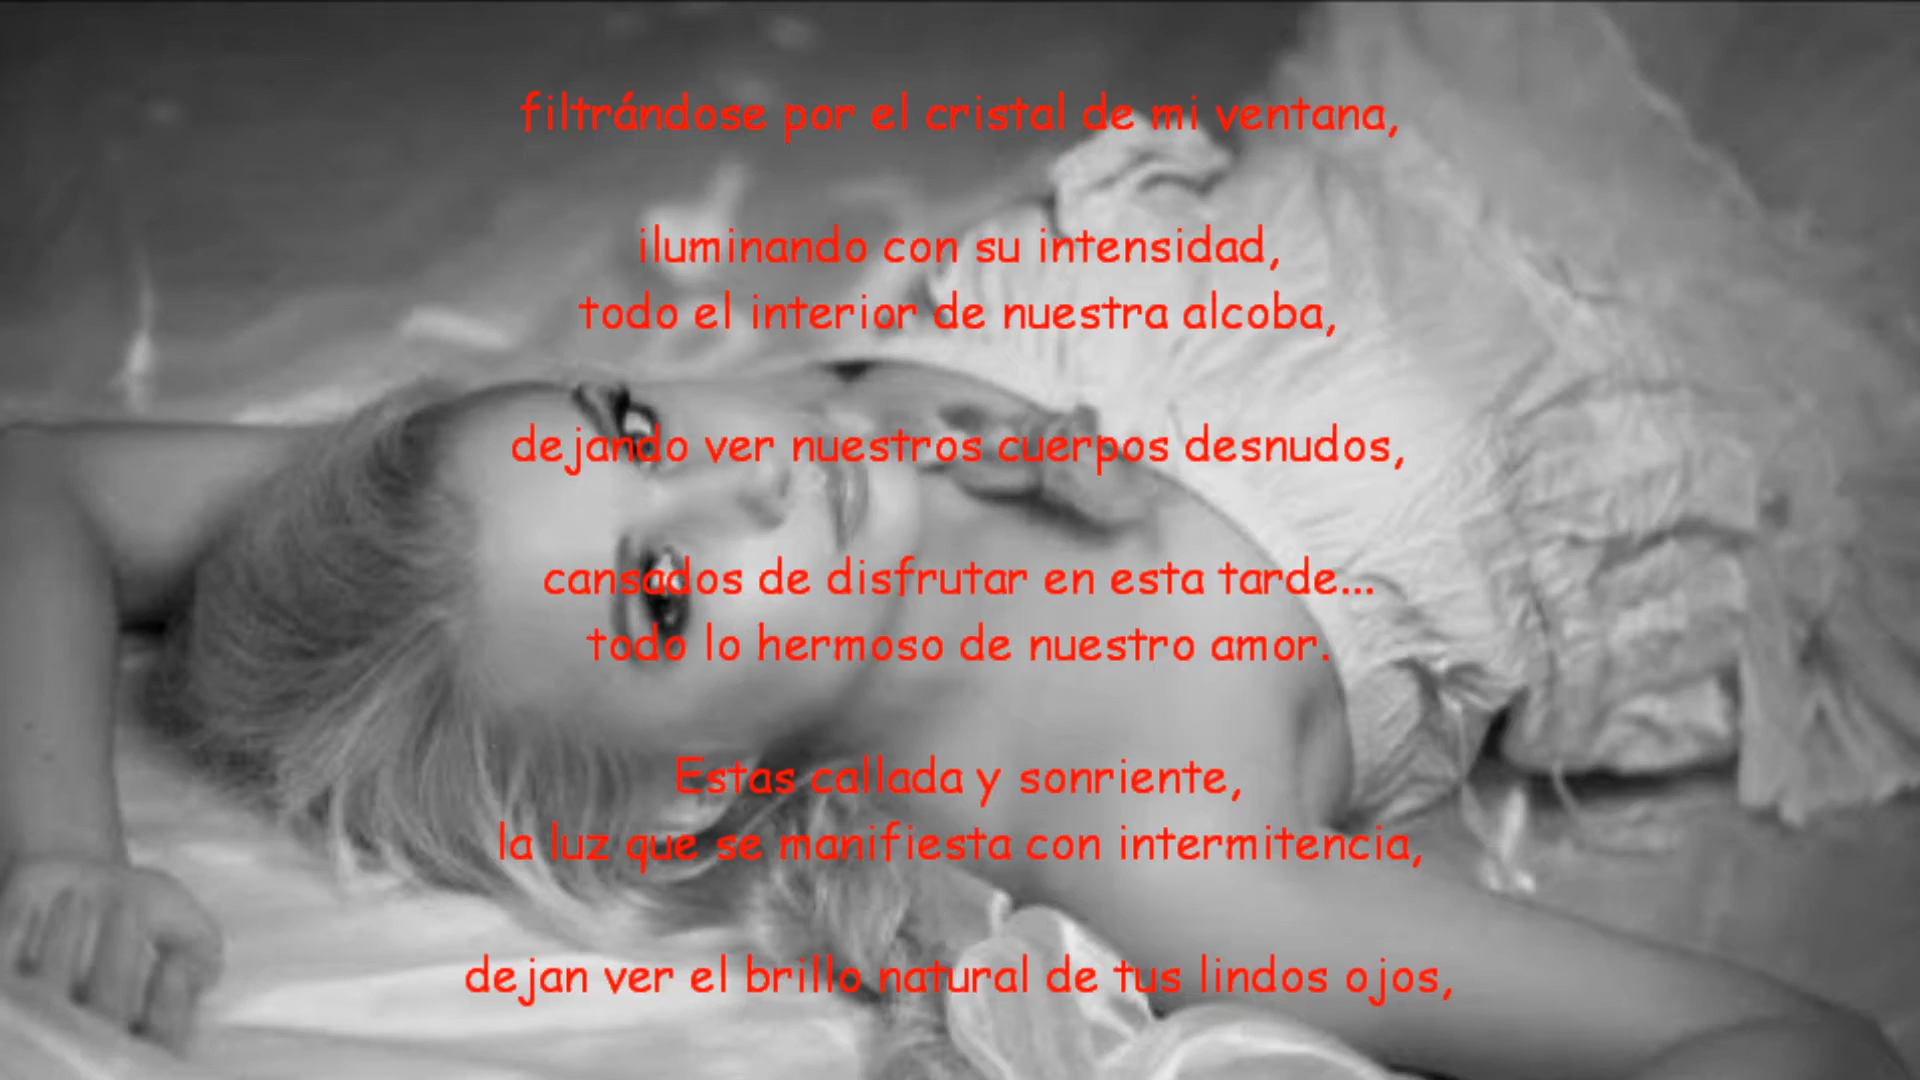 filtrándose por el cristal de mi ventana,
iluminando con su intensidad,
todo el interior de nuestra alcoba,
dejando ver nuestros cuerpos desnudos,
cansados de disfrutar en esta tarde...
todo lo hermoso de nuestro amor.
Estas callada y sonriente,
la luz que se manifiesta con intermitencia,
dejan ver el brillo natural de tus lindos ojos,